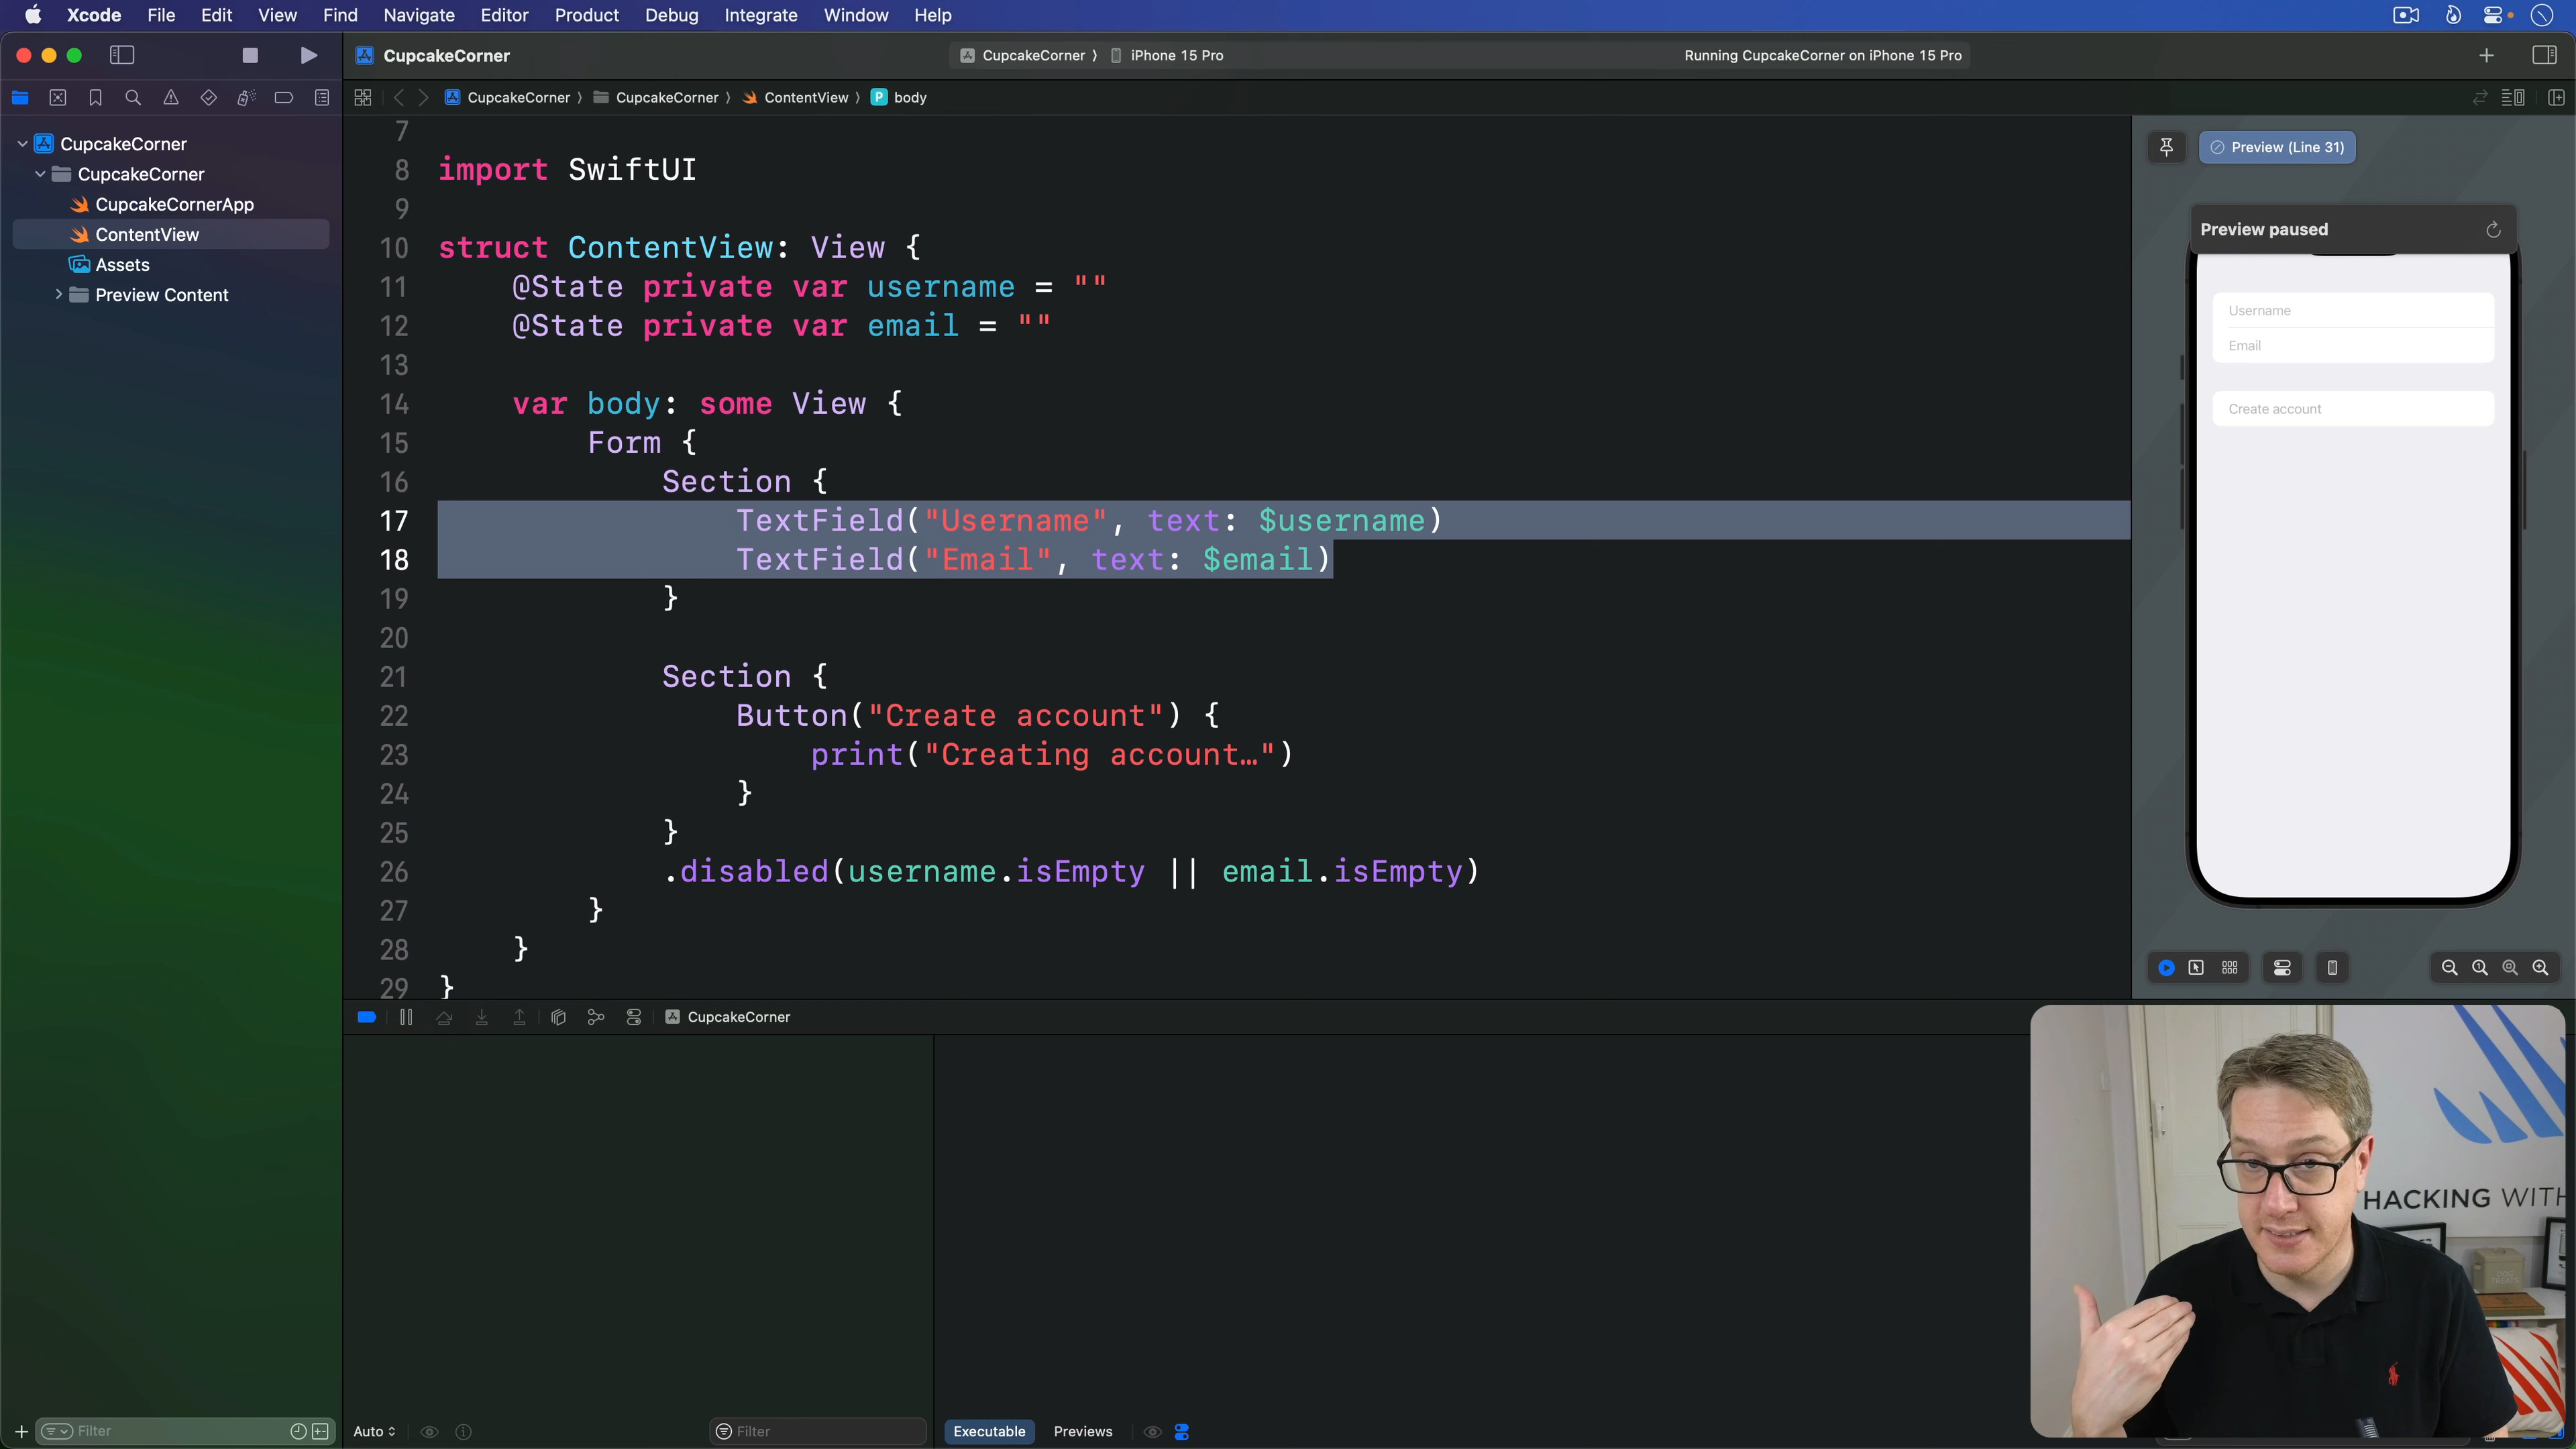 Xcode File Edit View Find Navigate Editor Product Debug Integrate Window Help
CupcakeCorner
CupcakeCorner 〉 iPhone 15 Pro
Running CupcakeCorner on iPhone 15 Pro
CupcakeCorner 〉 CupcakeCorner 〉 ContentView 〉 P body
CupcakeCorner
CupcakeCorner
CupcakeCornerApp
ContentView
Assets
Preview Content
7
8 import SwiftUI
9
10 struct ContentView: View {
11 @State private var username = ""
12 @State private var email = ""
13
14 var body: some View {
15 Form {
16 Section {
17 TextField("Username", text: $username)
18 TextField("Email", text: $email)
19 }
20
21 Section {
22 Button("Create account") {
23 print("Creating account…")
24 }
25 }
26 .disabled(username.isEmpty || email.isEmpty)
27 }
28 }
29 }
Preview (Line 31)
Preview paused
Username
Email
Create account
CupcakeCorner
HACKING WITH
Filter
Auto
Filter
Executable Previews